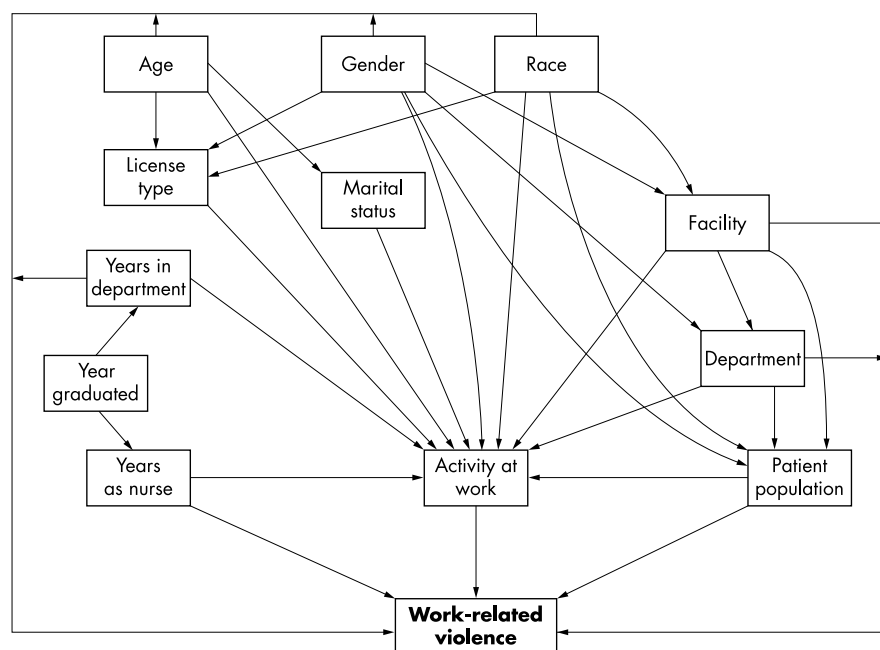 Age
Gender
Race
License
type
Marital
status
Facility
Years in
department
Department
Year
graduated
Years
as nurse
Activity at
work
Patient
population
Work-related
violence